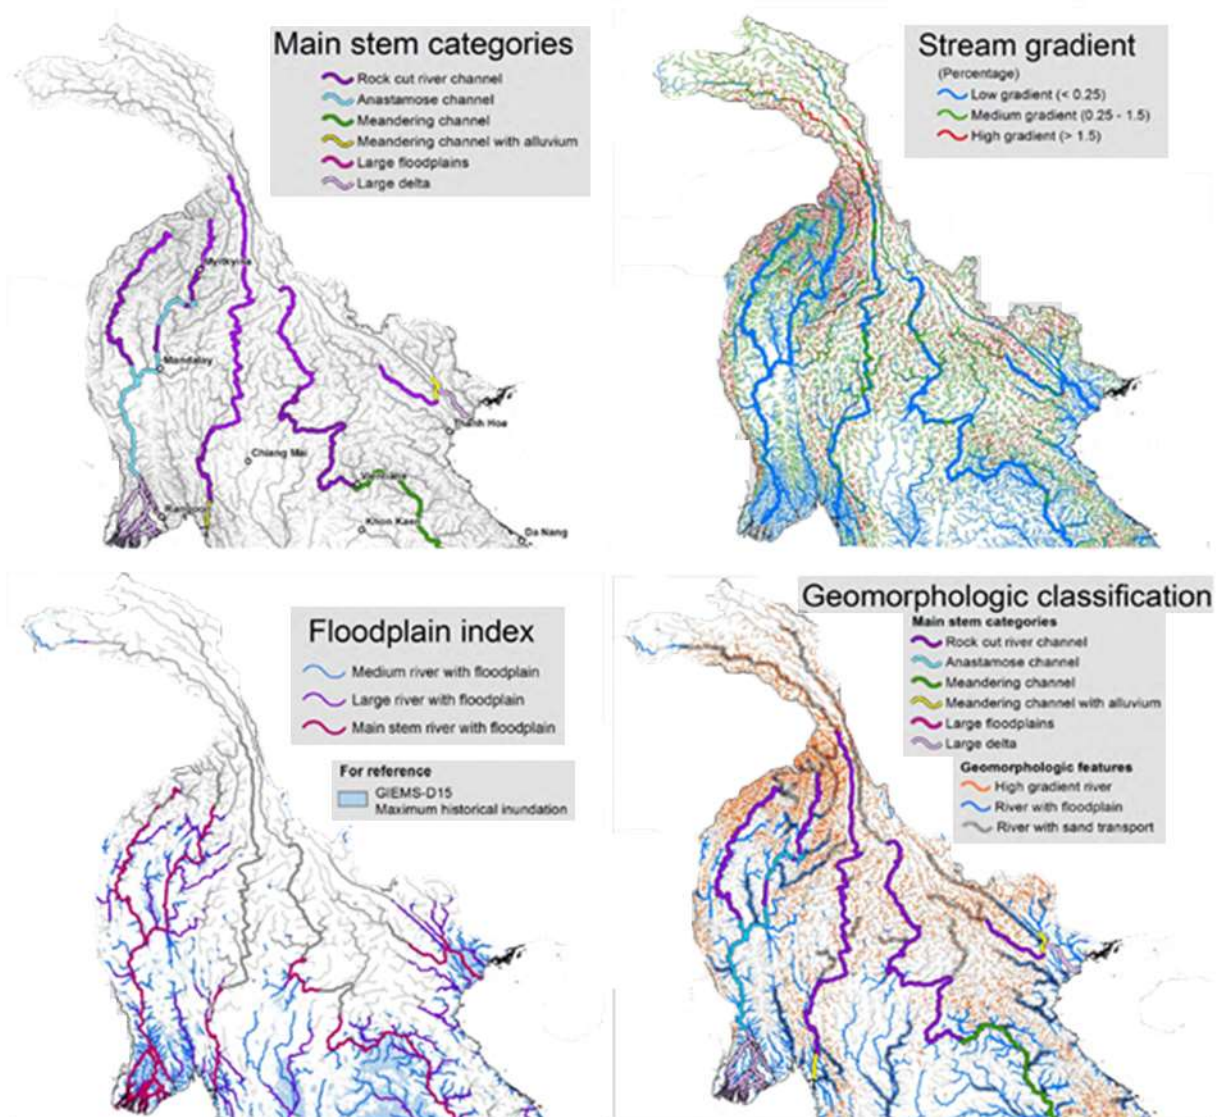 Main stem categories
Rock cut river channel
Anastamose channel
Meandering channel
Meandering channel with alluvium
Large floodplains
Large delta
Myitkyina
Mandalay
Thanh Hoa
Chiang Mai
Vientiane
Rangoon
Khon Kaen
Da Nang
Stream gradient
(Percentage)
Low gradient (< 0.25)
Medium gradient (0.25 - 1.5)
High gradient (> 1.5)
Floodplain index
Medium river with floodplain
Large river with floodplain
Main stem river with floodplain
For reference
GIEMS-D15
Maximum historical inundation
Geomorphologic classification
Main stem categories
Rock cut river channel
Anastamose channel
Meandering channel
Meandering channel with alluvium
Large floodplains
Large delta
Geomorphologic features
High gradient river
River with floodplain
River with sand transport